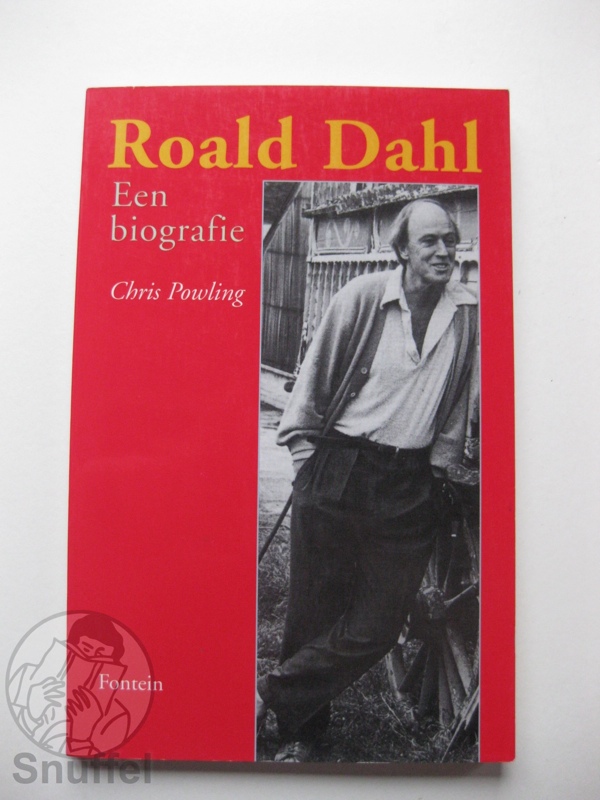 Roald Dahl
Een
biografie
Chris Powling
Fontein
Snuffel